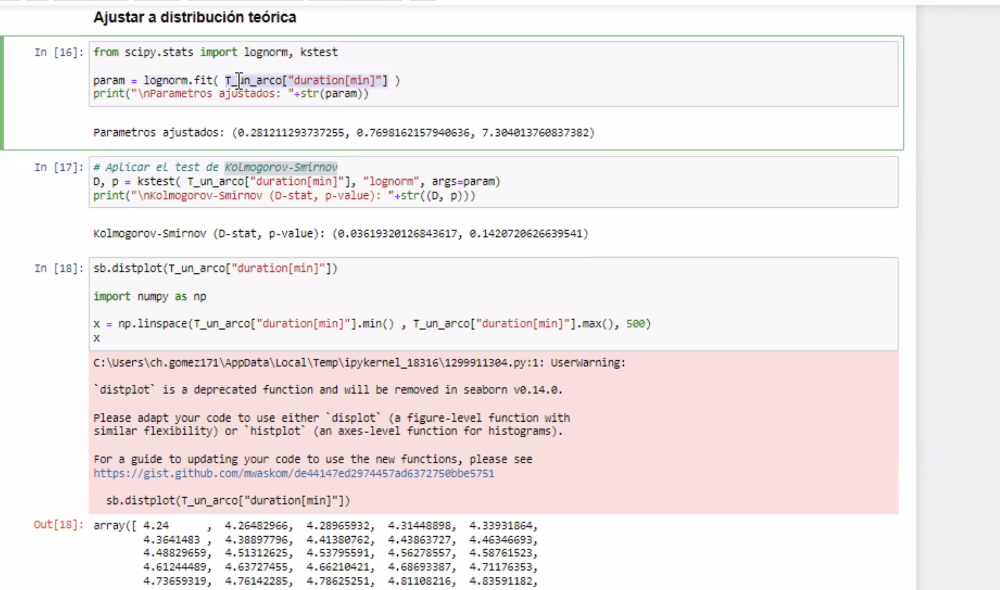 Ajustar a distribución teórica
In [16]: from scipy.stats import lognorm, kstest
param = lognorm.fit( T_un_arco["duration[min]"] )
print("\nParametros ajustados: "+str(param))
Parametros ajustados: (0.281211293737255, 0.7698162157940636, 7.304013760837382)
In [17]: # Aplicar el test de Kolmogorov-Smirnov
D, p = kstest( T_un_arco["duration[min]"], "lognorm", args=param)
print("\nKolmogorov-Smirnov (D-stat, p-value): "+str((D, p)))
Kolmogorov-Smirnov (D-stat, p-value): (0.03619320126843617, 0.1420720626639541)
In [18]: sb.distplot(T_un_arco["duration[min]"])
import numpy as np
x = np.linspace(T_un_arco["duration[min]"].min() , T_un_arco["duration[min]"].max(), 500)
x
C:\Users\ch.gomez171\AppData\Local\Temp\ipykernel_18316\1299911304.py:1: UserWarning:
`distplot` is a deprecated function and will be removed in seaborn v0.14.0.
Please adapt your code to use either `displot` (a figure-level function with
similar flexibility) or `histplot` (an axes-level function for histograms).
For a guide to updating your code to use the new functions, please see
https://gist.github.com/mwaskom/de44147ed2974457ad6372750bbe5751
sb.distplot(T_un_arco["duration[min]"])
Out[18]: array([ 4.24 , 4.26482966, 4.28965932, 4.31448898, 4.33931864,
4.3641483 , 4.38897796, 4.41380762, 4.43863727, 4.46346693,
4.48829659, 4.51312625, 4.53795591, 4.56278557, 4.58761523,
4.61244489, 4.63727455, 4.66210421, 4.68693387, 4.71176353,
4.73659319, 4.76142285, 4.78625251, 4.81108216, 4.83591182,